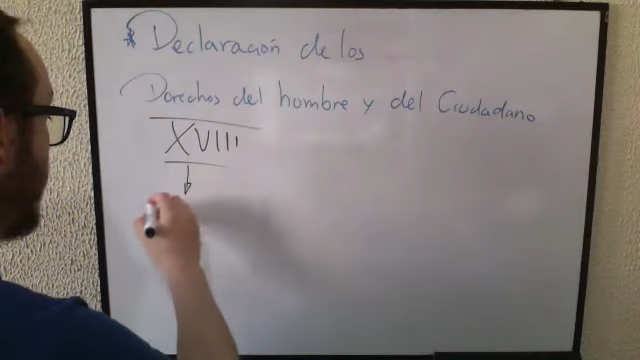 * Declaración de los
Derechos del hombre y del Ciudadano
XVIII